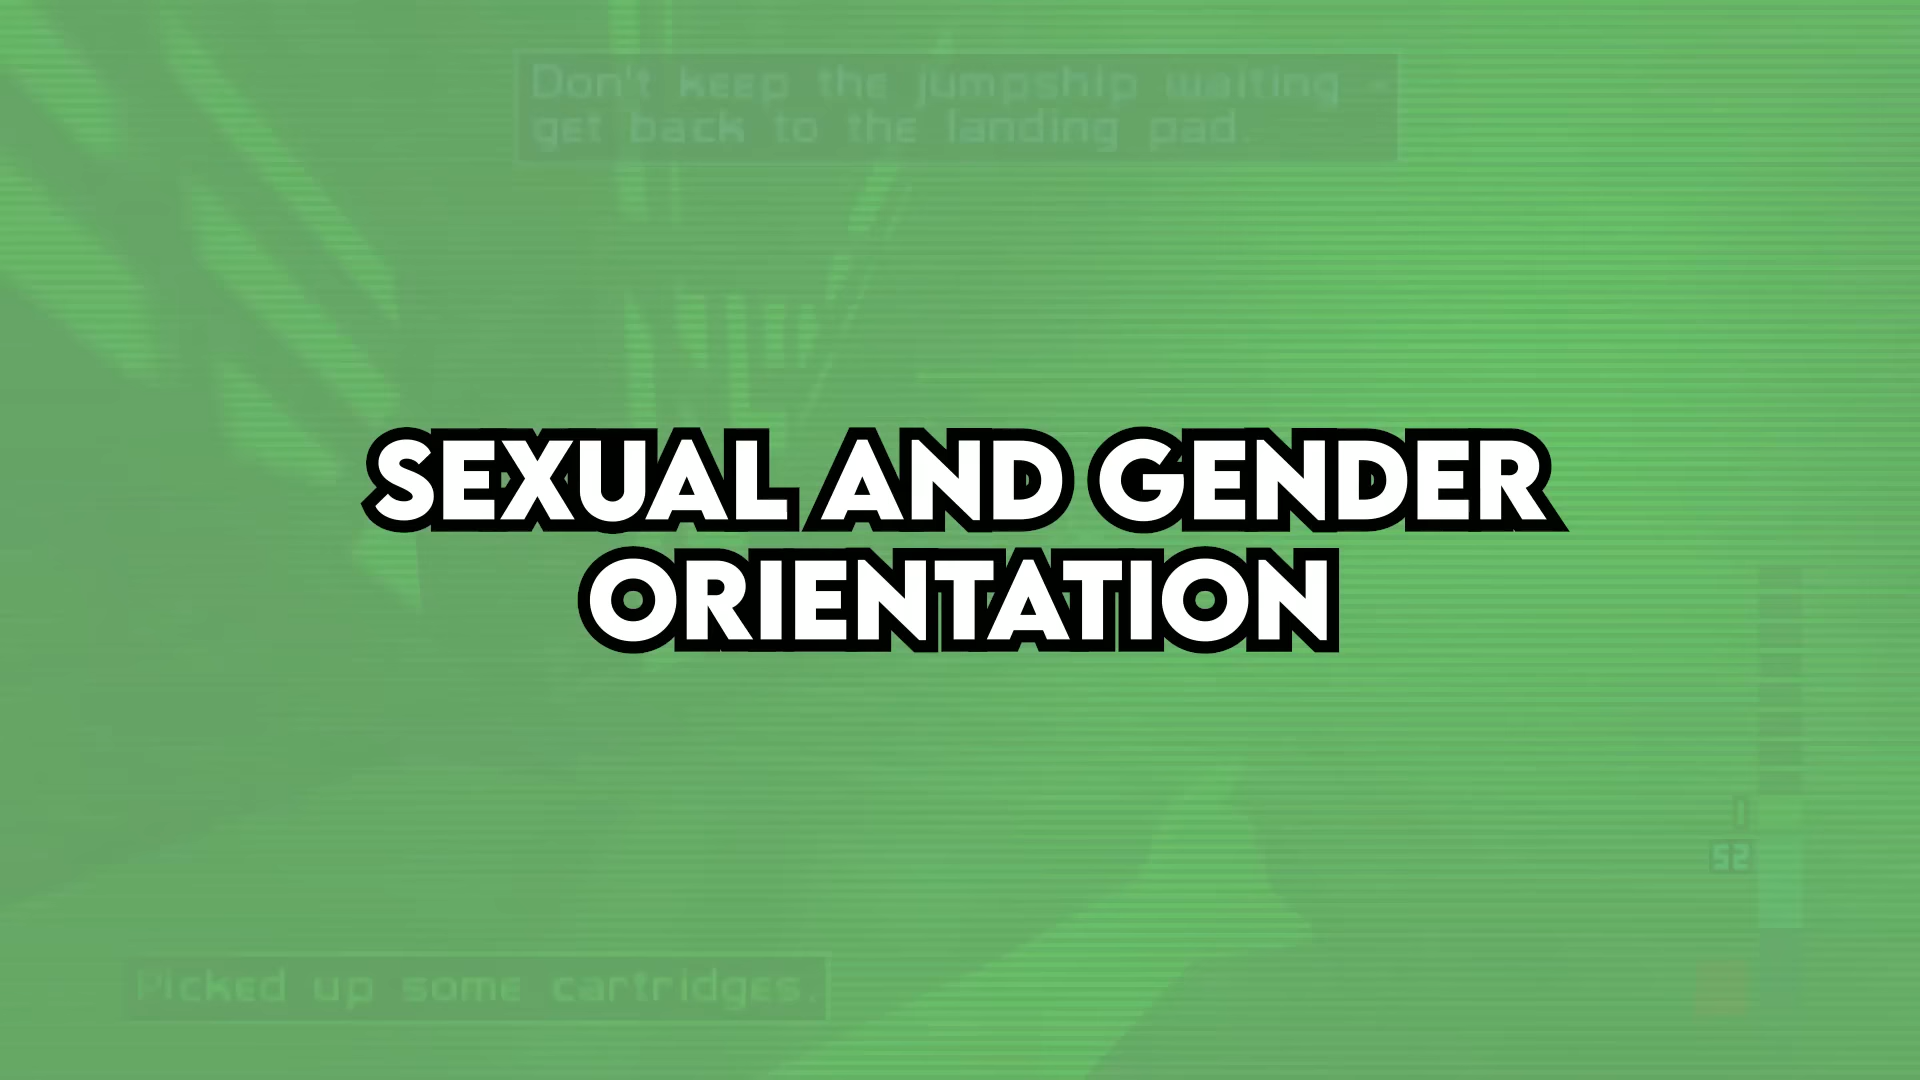 Don't keep the jumpship waiting -
get back to the landing pad.
SEXUAL AND GENDER
ORIENTATION
1
52
Picked up some cartridges.